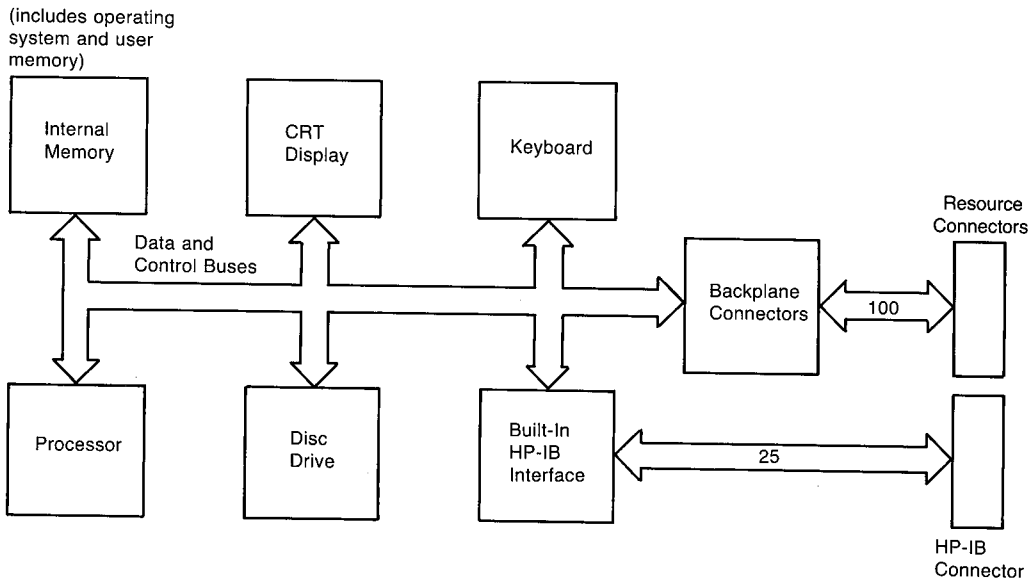 (includes operating
system and user
memory)
Internal
Memory
CRT
Display
Keyboard
Resource
Connectors
Data and
Control Buses
Backplane
Connectors
100
Processor
Disc
Drive
Built-In
HP-IB
Interface
25
HP-IB
Connector